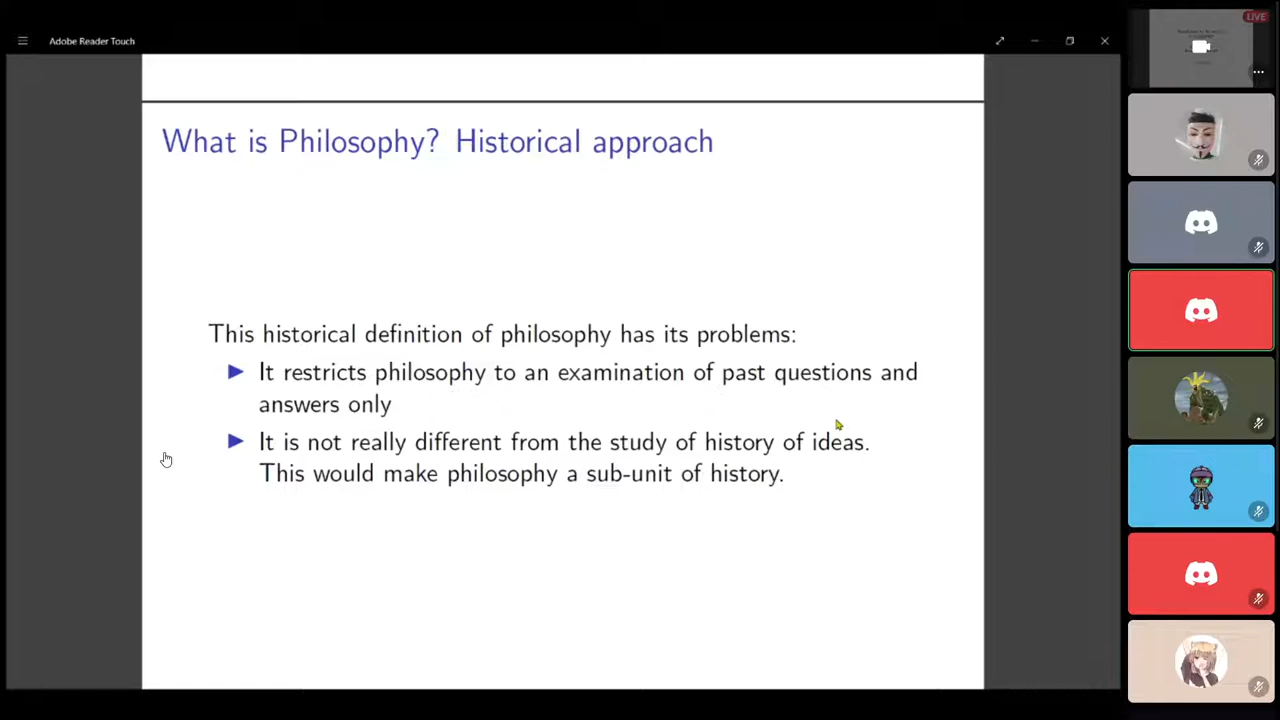 Adobe Reader Touch
LIVE
What is Philosophy? Historical approach
This historical definition of philosophy has its problems:
It restricts philosophy to an examination of past questions and
answers only
It is not really different from the study of history of ideas.
This would make philosophy a sub-unit of history.